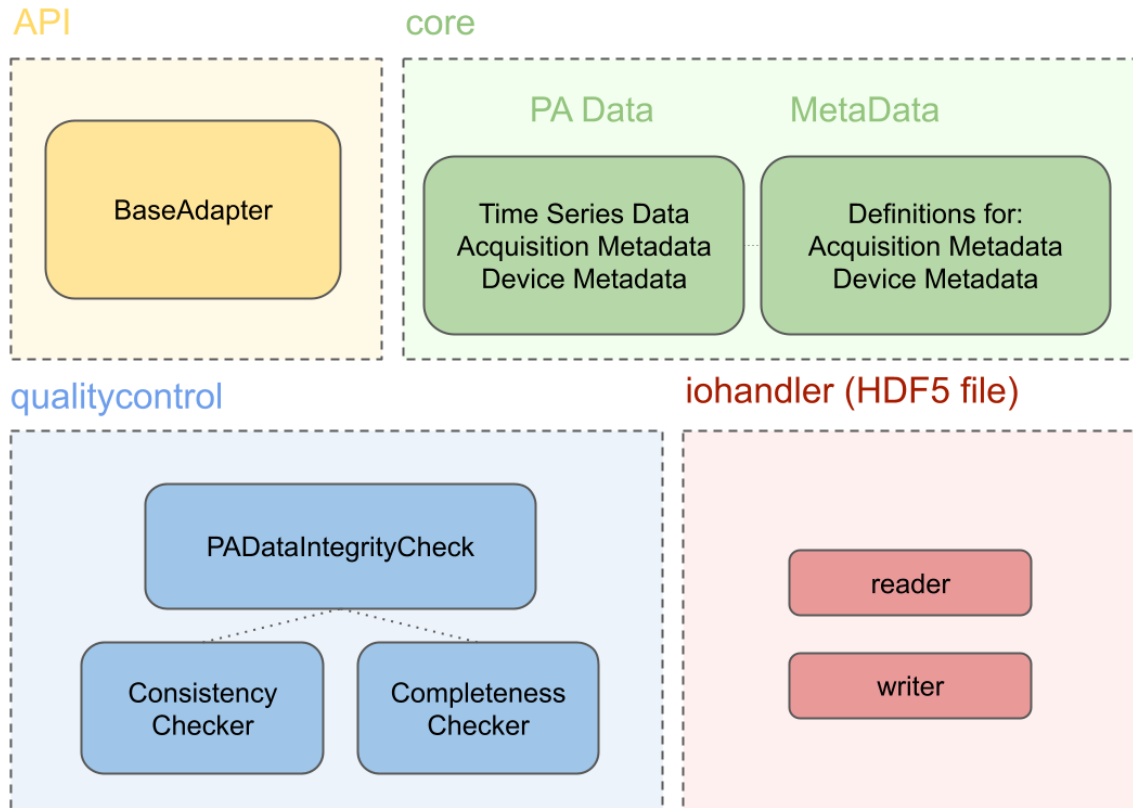 API
core
BaseAdapter
PA Data
MetaData
Time Series Data
Acquisition Metadata
Device Metadata
Definitions for:
Acquisition Metadata
Device Metadata
qualitycontrol
iohandler (HDF5 file)
PADataIntegrityCheck
Consistency
Checker
Completeness
Checker
reader
writer